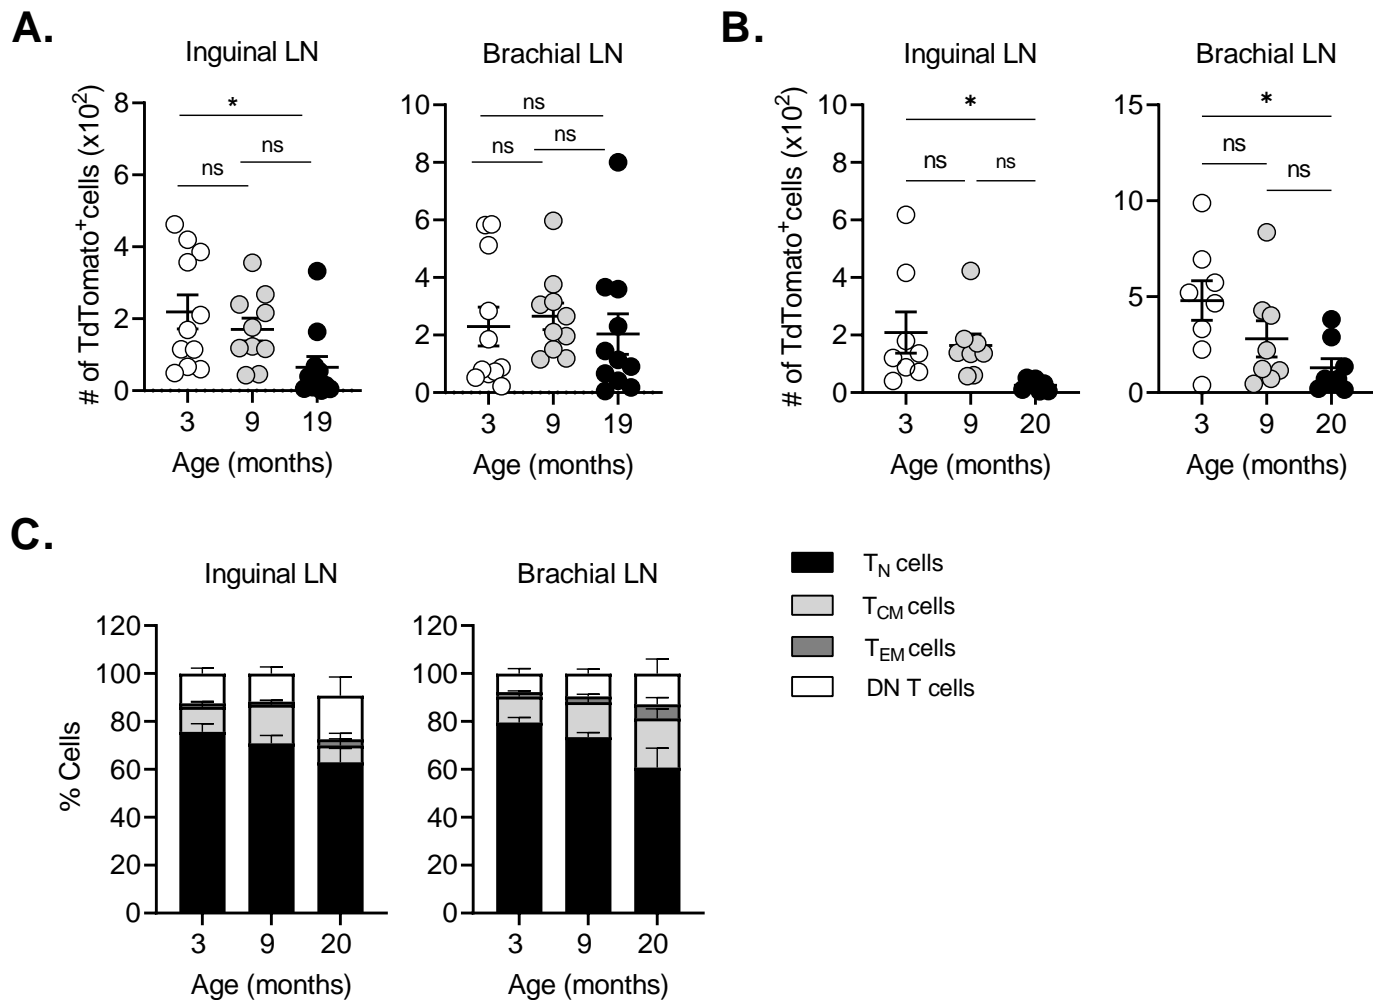 A.
Inguinal LN
Brachial LN
# of TdTomato⁺cells (x10²)
8
6
4
2
0
*
ns
ns
3 9 19
Age (months)
10
8
6
4
2
0
ns
ns
ns
3 9 19
Age (months)
B.
Inguinal LN
Brachial LN
# of TdTomato⁺cells (x10²)
10
8
6
4
2
0
*
ns
ns
3 9 20
Age (months)
15
10
5
0
*
ns
ns
3 9 20
Age (months)
C.
Inguinal LN
Brachial LN
% Cells
120
100
80
60
40
20
0
3 9 20
Age (months)
120
100
80
60
40
20
0
3 9 20
Age (months)
T_N cells
T_CM cells
T_EM cells
DN T cells